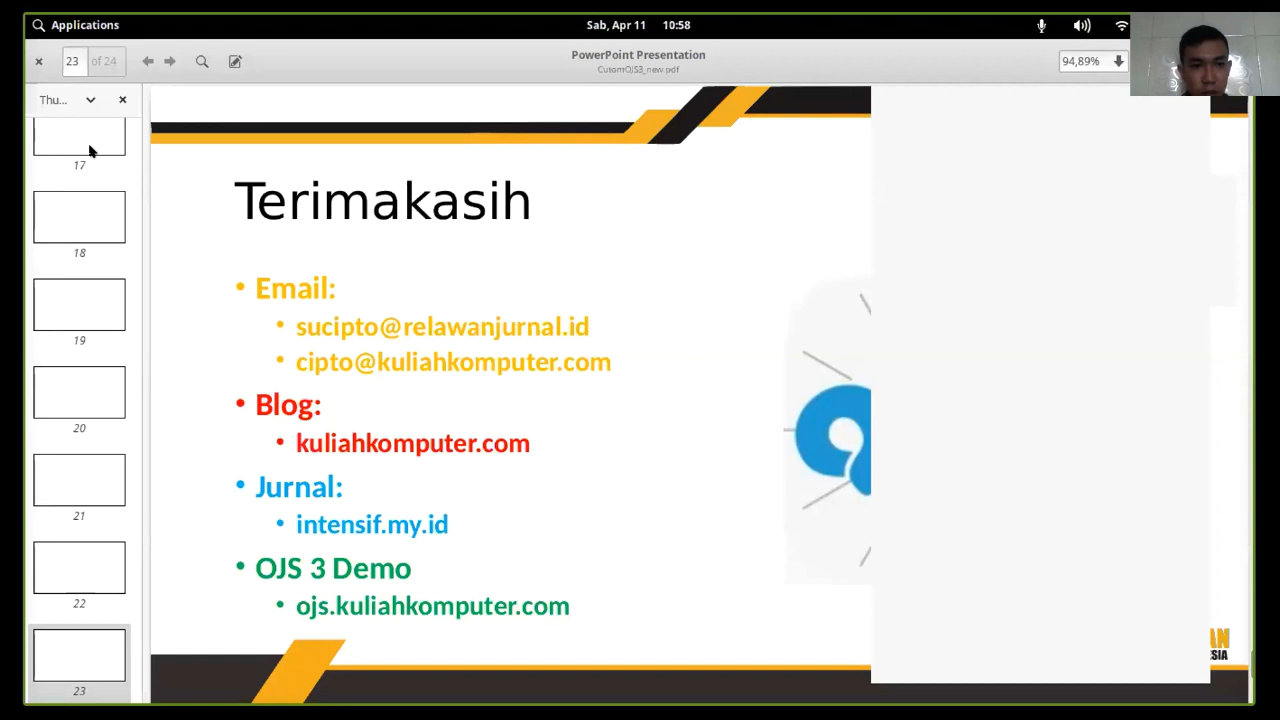 Applications
Sab, Apr 11 10:58
23 of 24
PowerPoint Presentation
CutomOJS3_new.pdf
94,89%
Thu...
17
18
19
20
21
22
23
Terimakasih
• Email:
• sucipto@relawanjurnal.id
• cipto@kuliahkomputer.com
• Blog:
• kuliahkomputer.com
• Jurnal:
• intensif.my.id
• OJS 3 Demo
• ojs.kuliahkomputer.com